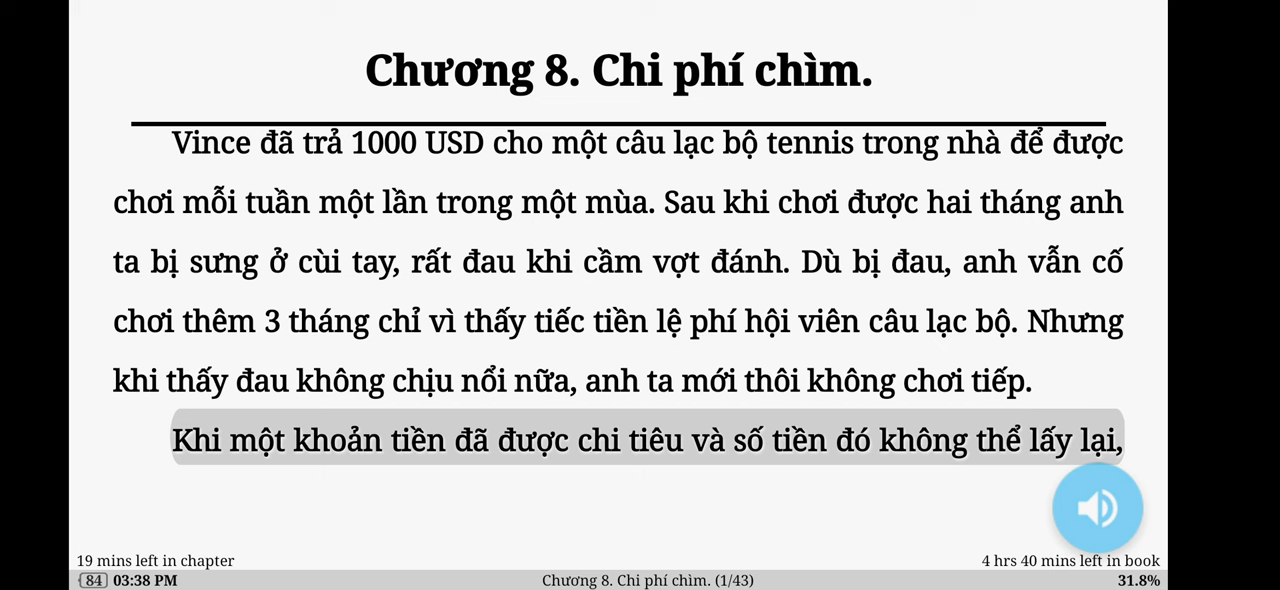 Chương 8. Chi phí chìm.
Vince đã trả 1000 USD cho một câu lạc bộ tennis trong nhà để được
chơi mỗi tuần một lần trong một mùa. Sau khi chơi được hai tháng anh
ta bị sưng ở cùi tay, rất đau khi cầm vợt đánh. Dù bị đau, anh vẫn cố
chơi thêm 3 tháng chỉ vì thấy tiếc tiền lệ phí hội viên câu lạc bộ. Nhưng
khi thấy đau không chịu nổi nữa, anh ta mới thôi không chơi tiếp.
Khi một khoản tiền đã được chi tiêu và số tiền đó không thể lấy lại,
19 mins left in chapter
4 hrs 40 mins left in book
84 03:38 PM
Chương 8. Chi phí chìm. (1/43)
31.8%